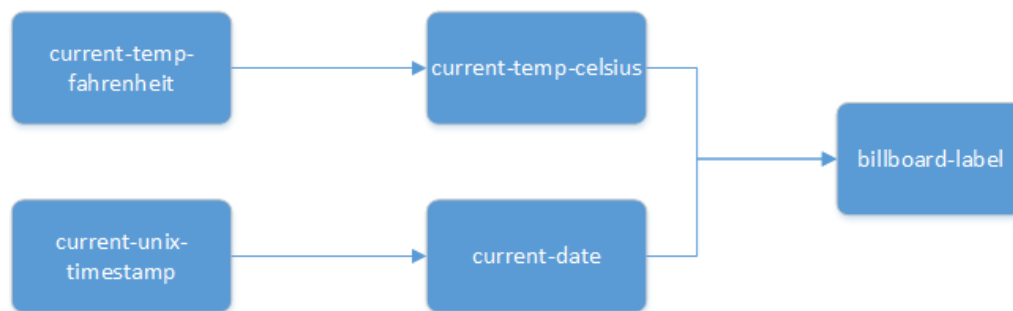 current-temp-
fahrenheit
current-temp-celsius
billboard-label
current-unix-
timestamp
current-date